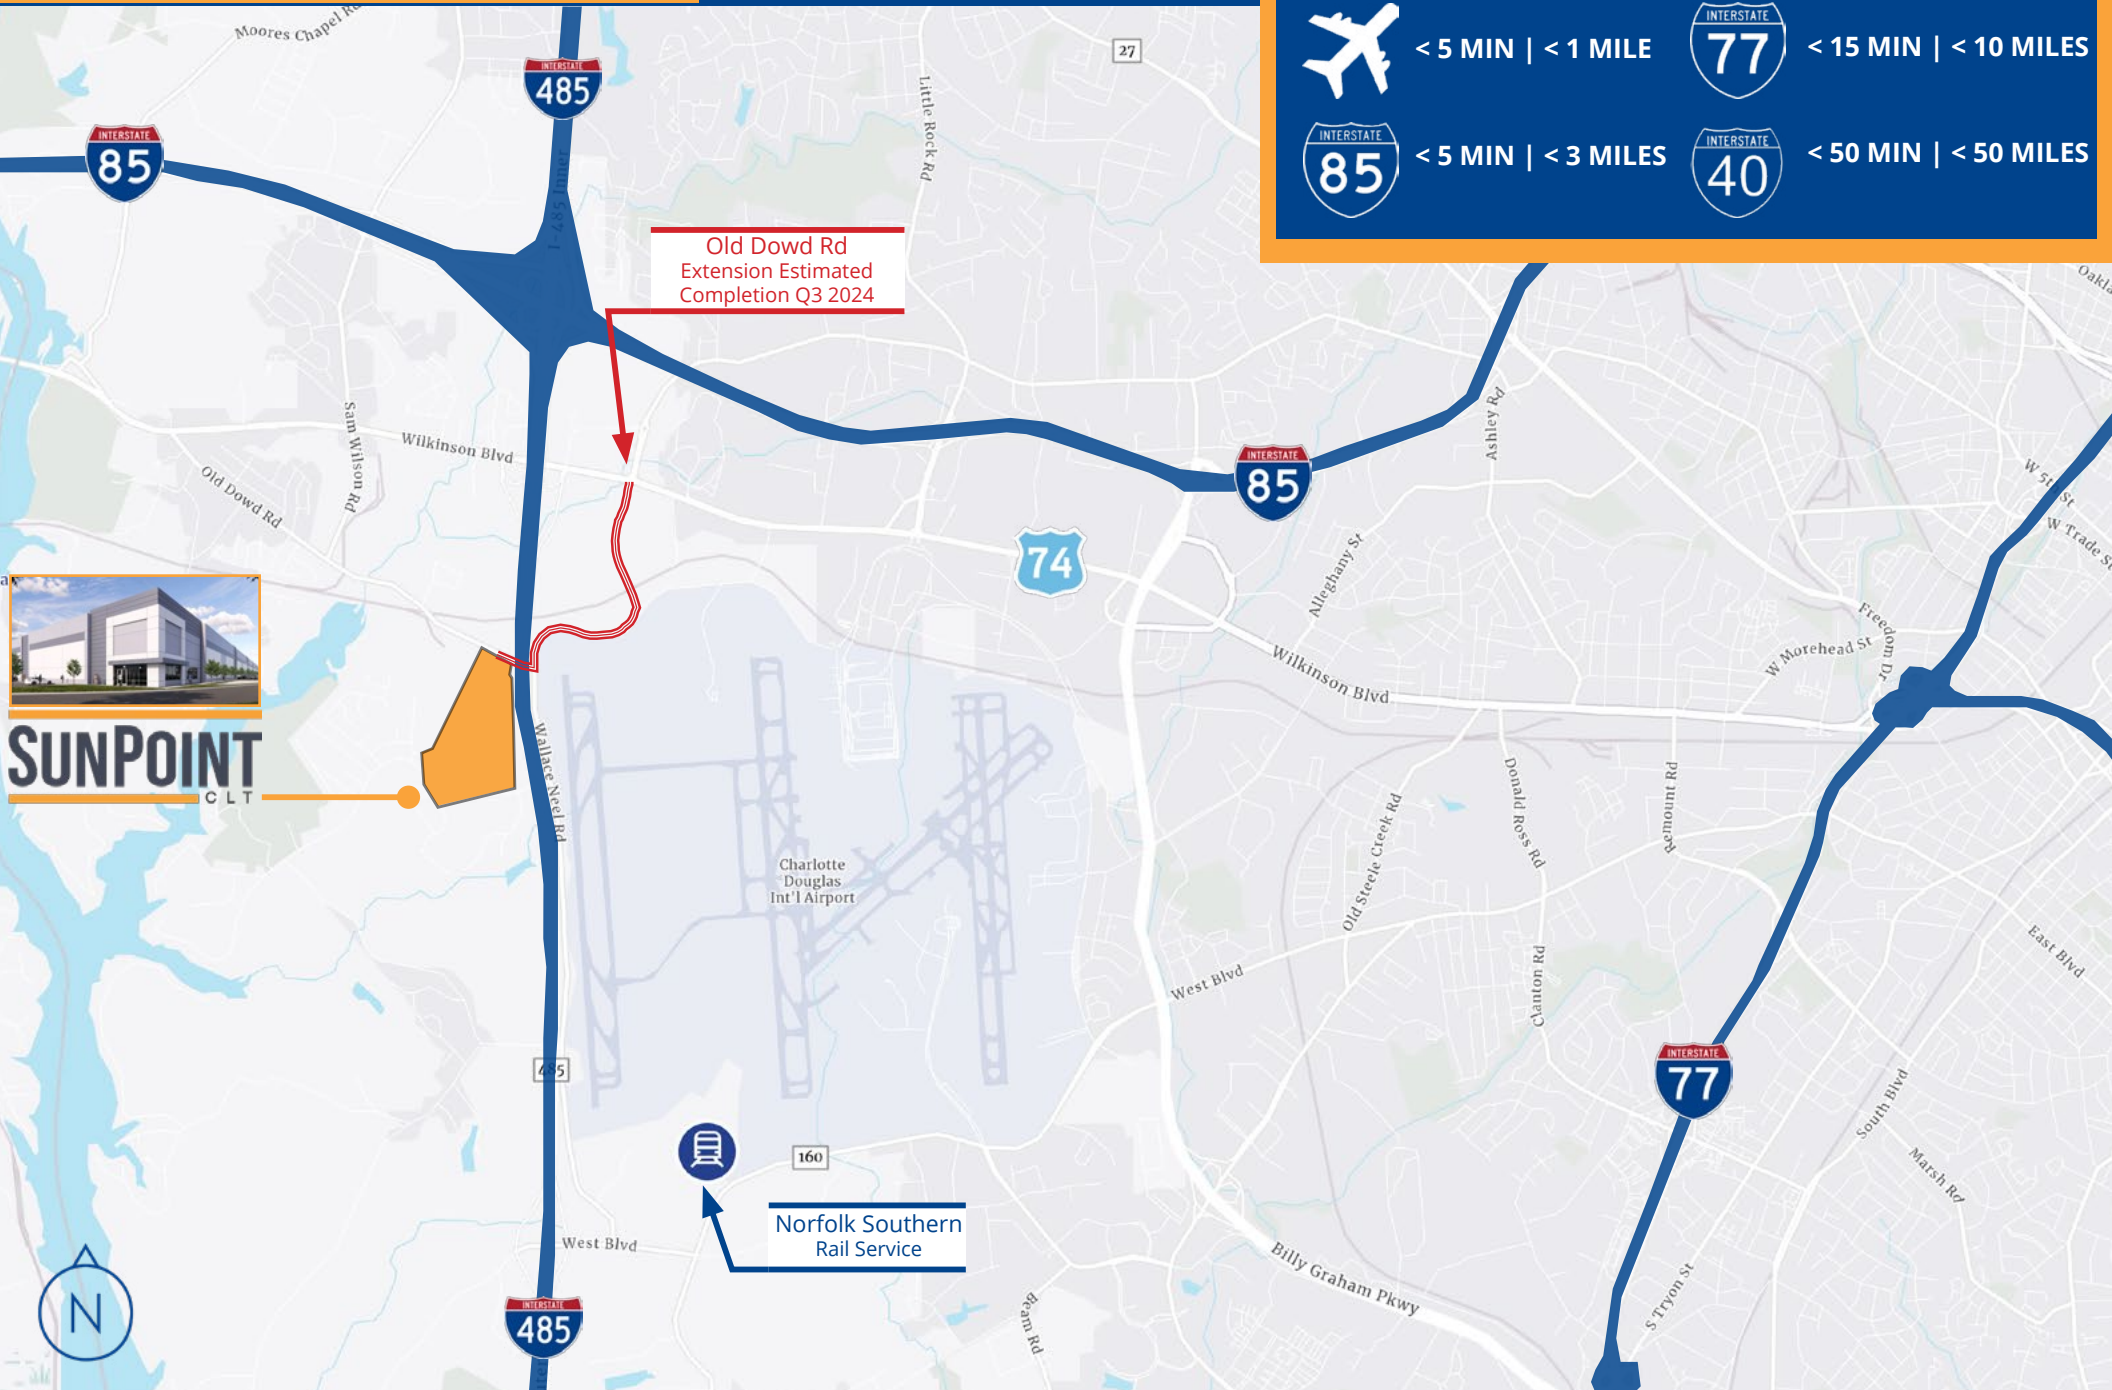 < 5 MIN | < 1 MILE
INTERSTATE
77
< 15 MIN | < 10 MILES
INTERSTATE
85
< 5 MIN | < 3 MILES
INTERSTATE
40
< 50 MIN | < 50 MILES
Moores Chapel
27
INTERSTATE
485
INTERSTATE
85
Little Rock Rd
I-485 Inner
Old Dowd Rd
Extension Estimated
Completion Q3 2024
Sam Wilson Rd
Wilkinson Blvd
Old Dowd Rd
INTERSTATE
85
Ashley Rd
W 5th St
W Trade St
74
Alleghany St
Freedom Dr
W Morehead St
Wilkinson Blvd
SUNPOINT
CLT
Wallace Neel Rd
Donald Ross Rd
Remount Rd
Old Steele Creek Rd
Charlotte
Douglas
Int'l Airport
West Blvd
Clanton Rd
East Blvd
485
INTERSTATE
77
South Blvd
Marsh Rd
160
Norfolk Southern
Rail Service
West Blvd
Billy Graham Pkwy
Beam Rd
S Tryon St
N
INTERSTATE
485